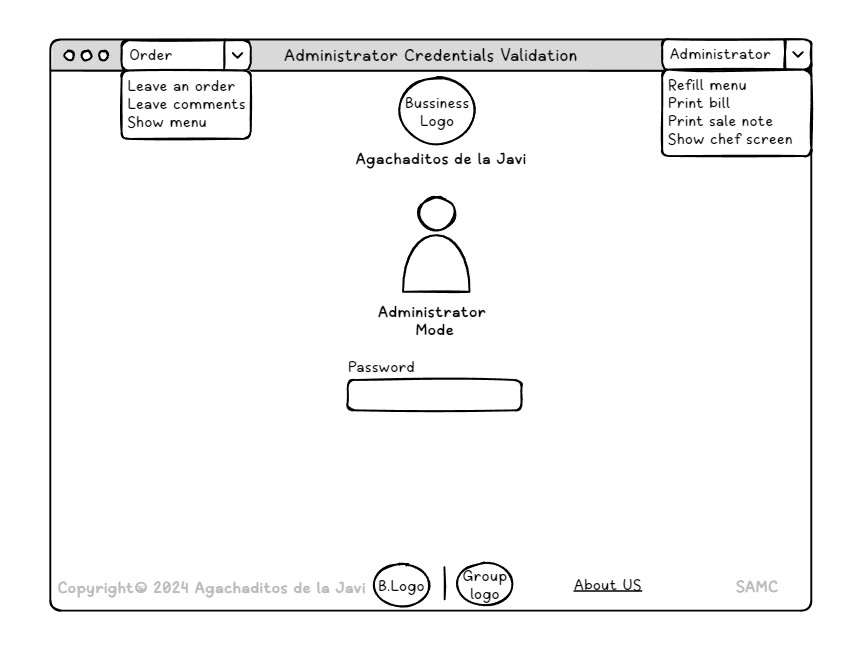 Order
Administrator Credentials Validation
Administrator
Leave an order
Leave comments
Show menu
Refill menu
Print bill
Print sale note
Show chef screen
Bussiness
Logo
Agachaditos de la Javi
Administrator
Mode
Password
Copyright© 2024 Agachaditos de la Javi
B.Logo
Group
logo
About US
SAMC